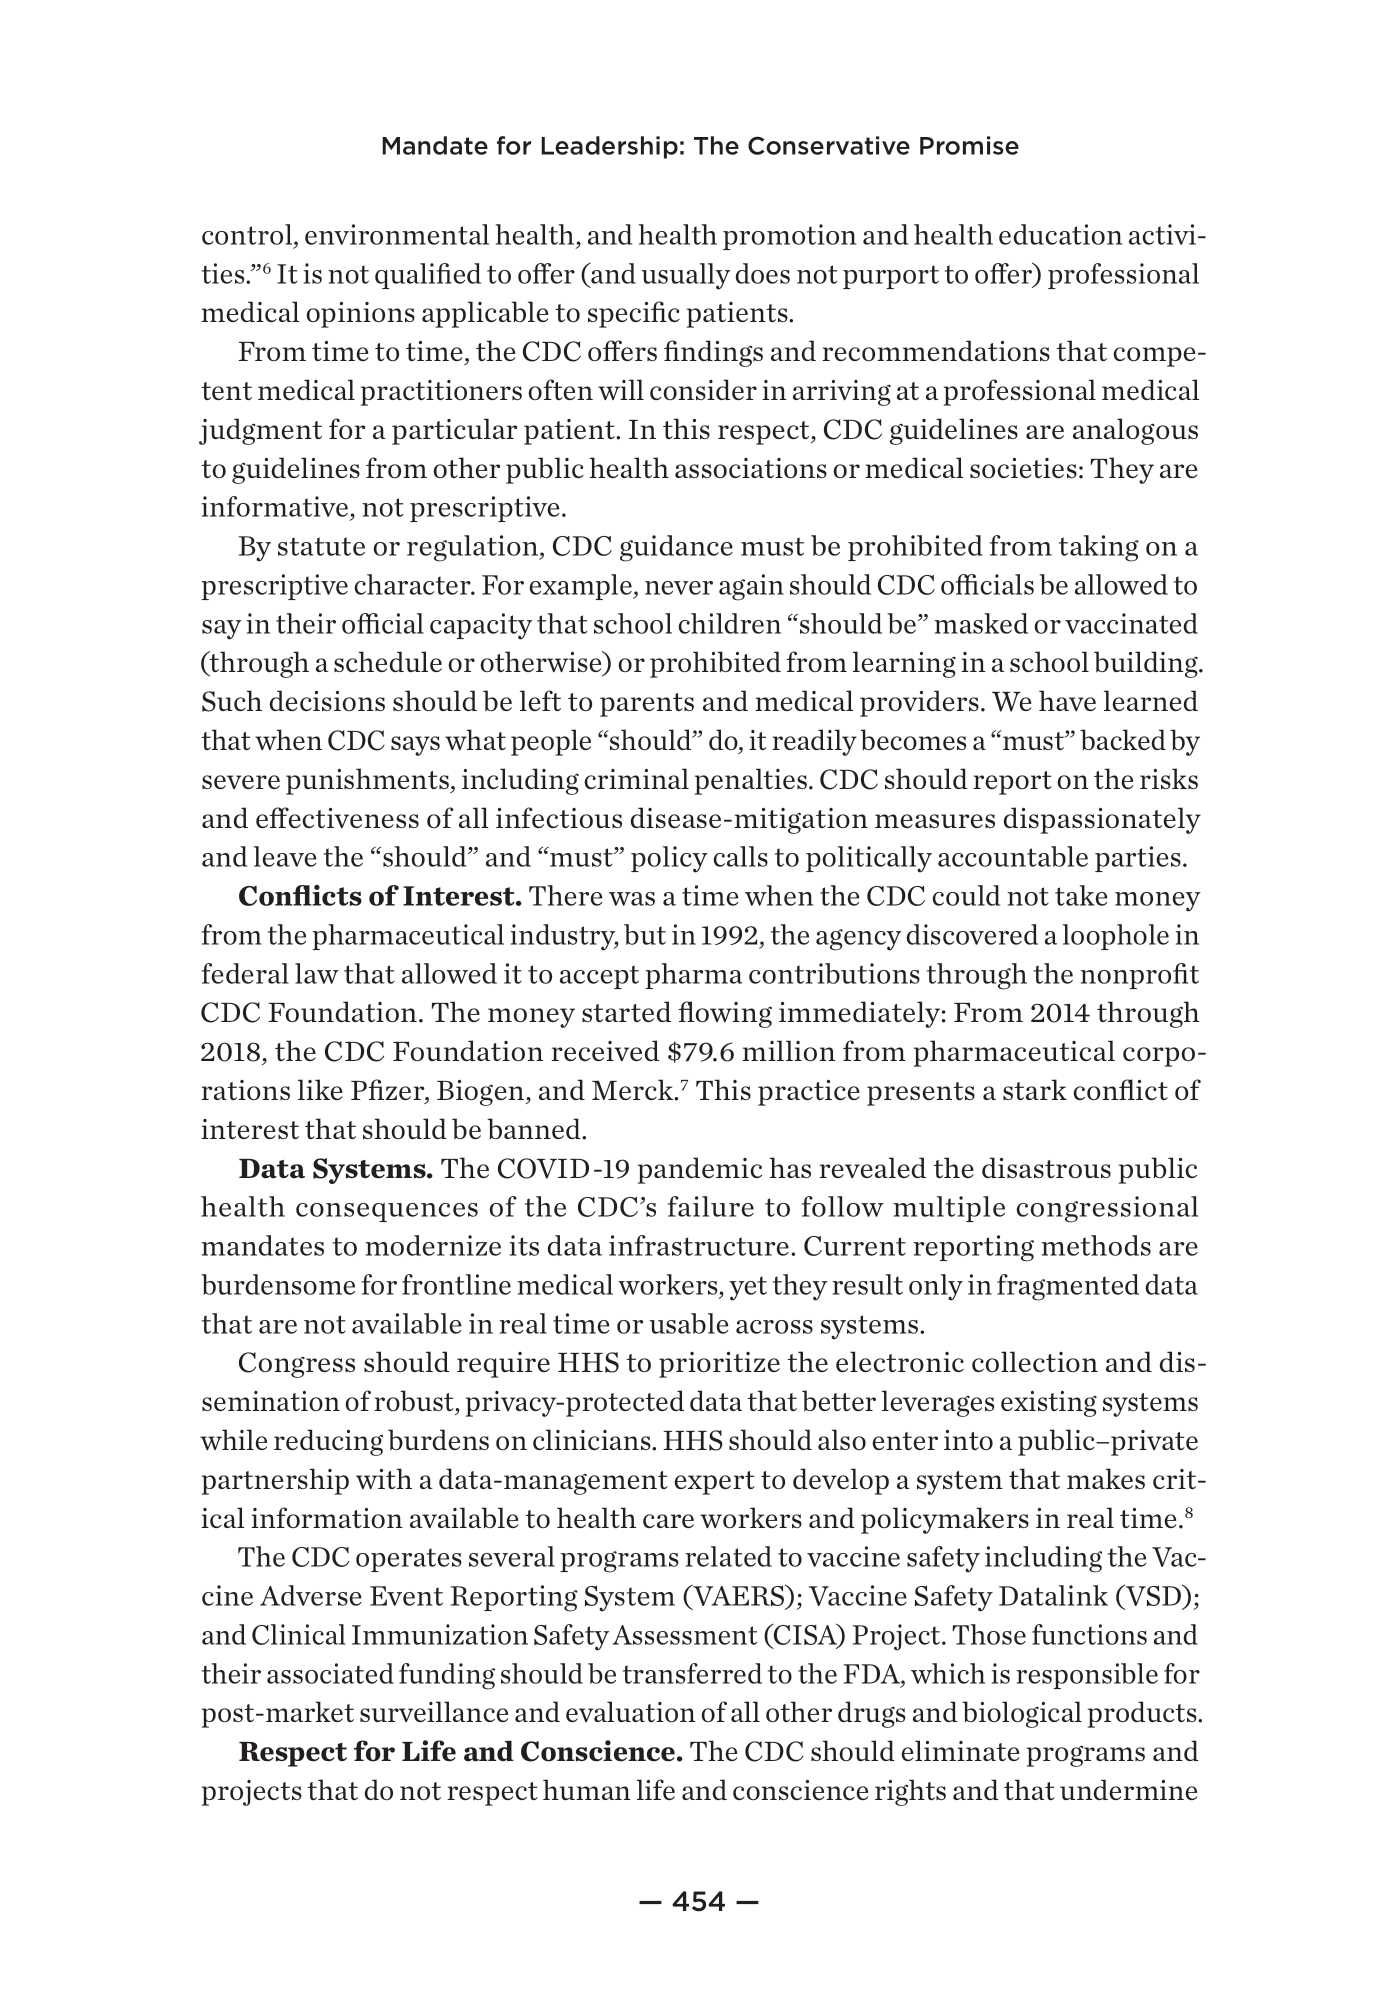 Mandate for Leadership: The Conservative Promise
control, environmental health, and health promotion and health education activi-
ties.”⁶ It is not qualified to offer (and usually does not purport to offer) professional
medical opinions applicable to specific patients.
From time to time, the CDC offers findings and recommendations that compe-
tent medical practitioners often will consider in arriving at a professional medical
judgment for a particular patient. In this respect, CDC guidelines are analogous
to guidelines from other public health associations or medical societies: They are
informative, not prescriptive.
By statute or regulation, CDC guidance must be prohibited from taking on a
prescriptive character. For example, never again should CDC officials be allowed to
say in their official capacity that school children “should be” masked or vaccinated
(through a schedule or otherwise) or prohibited from learning in a school building.
Such decisions should be left to parents and medical providers. We have learned
that when CDC says what people “should” do, it readily becomes a “must” backed by
severe punishments, including criminal penalties. CDC should report on the risks
and effectiveness of all infectious disease-mitigation measures dispassionately
and leave the “should” and “must” policy calls to politically accountable parties.
Conflicts of Interest. There was a time when the CDC could not take money
from the pharmaceutical industry, but in 1992, the agency discovered a loophole in
federal law that allowed it to accept pharma contributions through the nonprofit
CDC Foundation. The money started flowing immediately: From 2014 through
2018, the CDC Foundation received $79.6 million from pharmaceutical corpo-
rations like Pfizer, Biogen, and Merck.⁷ This practice presents a stark conflict of
interest that should be banned.
Data Systems. The COVID-19 pandemic has revealed the disastrous public
health consequences of the CDC’s failure to follow multiple congressional
mandates to modernize its data infrastructure. Current reporting methods are
burdensome for frontline medical workers, yet they result only in fragmented data
that are not available in real time or usable across systems.
Congress should require HHS to prioritize the electronic collection and dis-
semination of robust, privacy-protected data that better leverages existing systems
while reducing burdens on clinicians. HHS should also enter into a public–private
partnership with a data-management expert to develop a system that makes crit-
ical information available to health care workers and policymakers in real time.⁸
The CDC operates several programs related to vaccine safety including the Vac-
cine Adverse Event Reporting System (VAERS); Vaccine Safety Datalink (VSD);
and Clinical Immunization Safety Assessment (CISA) Project. Those functions and
their associated funding should be transferred to the FDA, which is responsible for
post-market surveillance and evaluation of all other drugs and biological products.
Respect for Life and Conscience. The CDC should eliminate programs and
projects that do not respect human life and conscience rights and that undermine
— 454 —